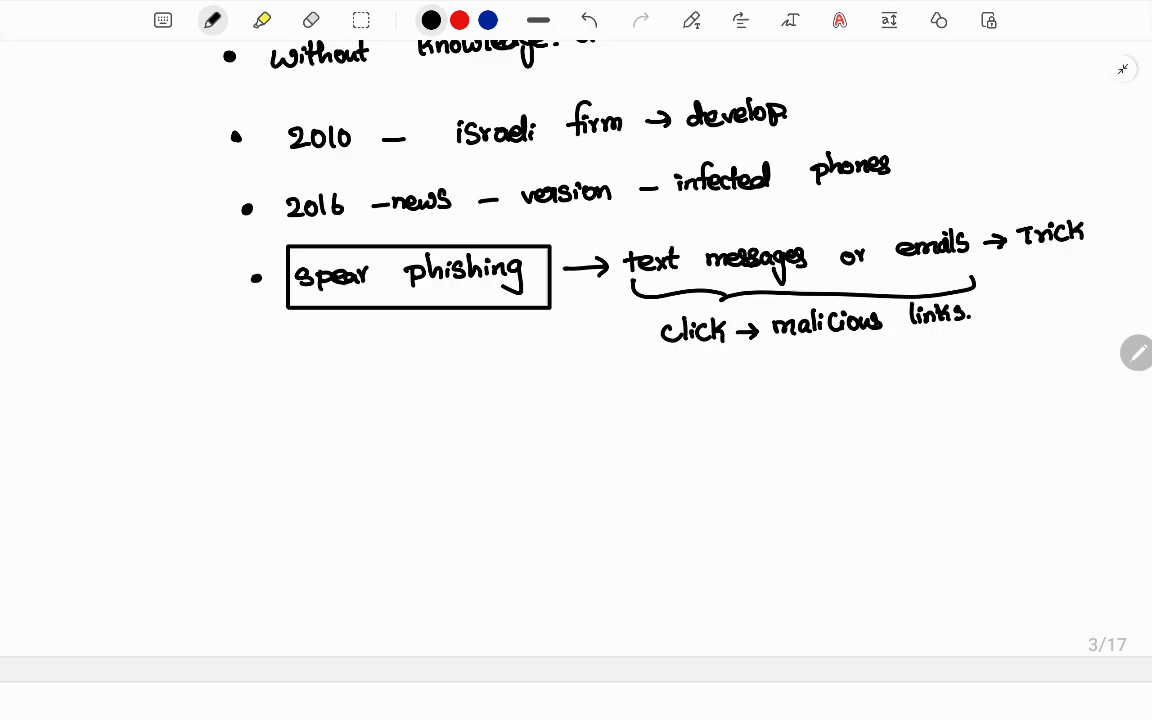 • without knowledge.
• 2010 – israeli firm → develop.
• 2016 – news – version – infected phones
• spear phishing → text messages or emails → Trick
click → malicious links.
3/17